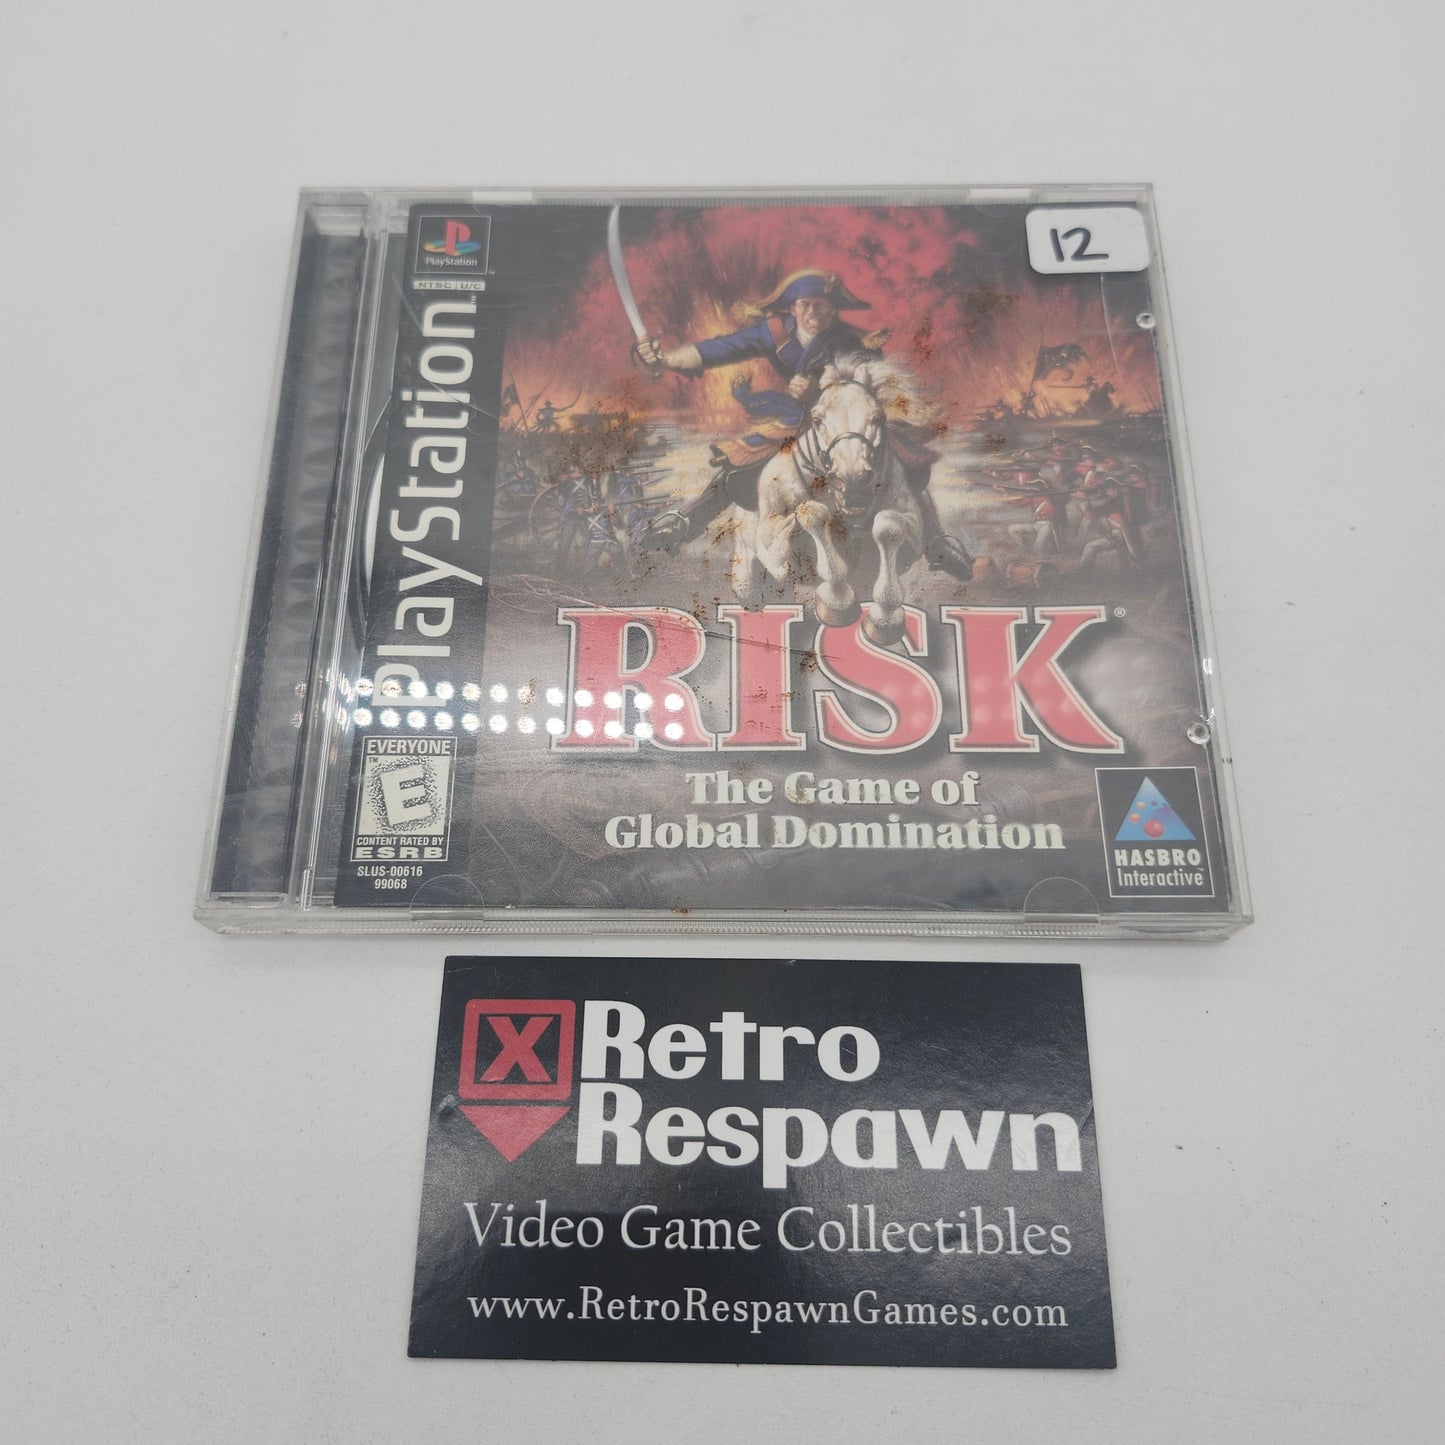 PlayStation
NTSC U/C
PlayStation
12
RISK®
The Game of
Global Domination
EVERYONE
E
CONTENT RATED BY
ESRB
SLUS-00616
99068
HASBRO
Interactive™
X Retro
Respawn
Video Game Collectibles
www.RetroRespawnGames.com